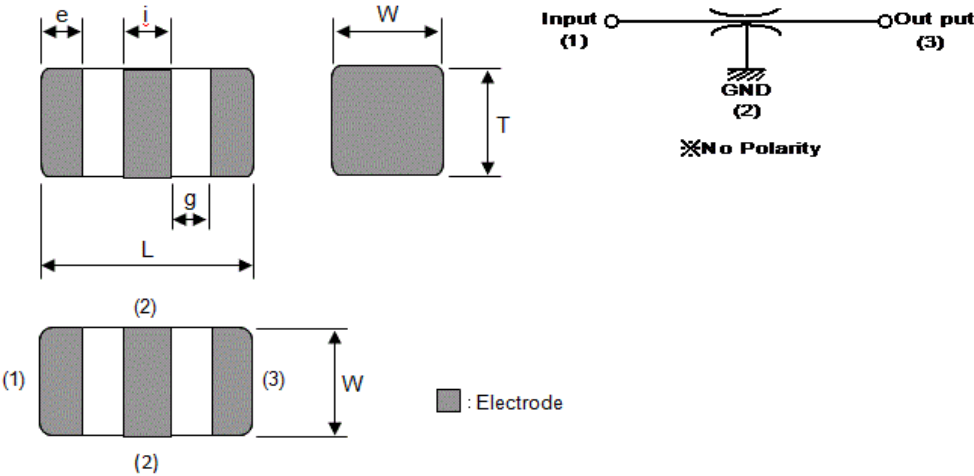 e
i
W
T
g
L
Input
(1)
Out put
(3)
GND
(2)
※No Polarity
(2)
(1)
(3)
W
(2)
: Electrode